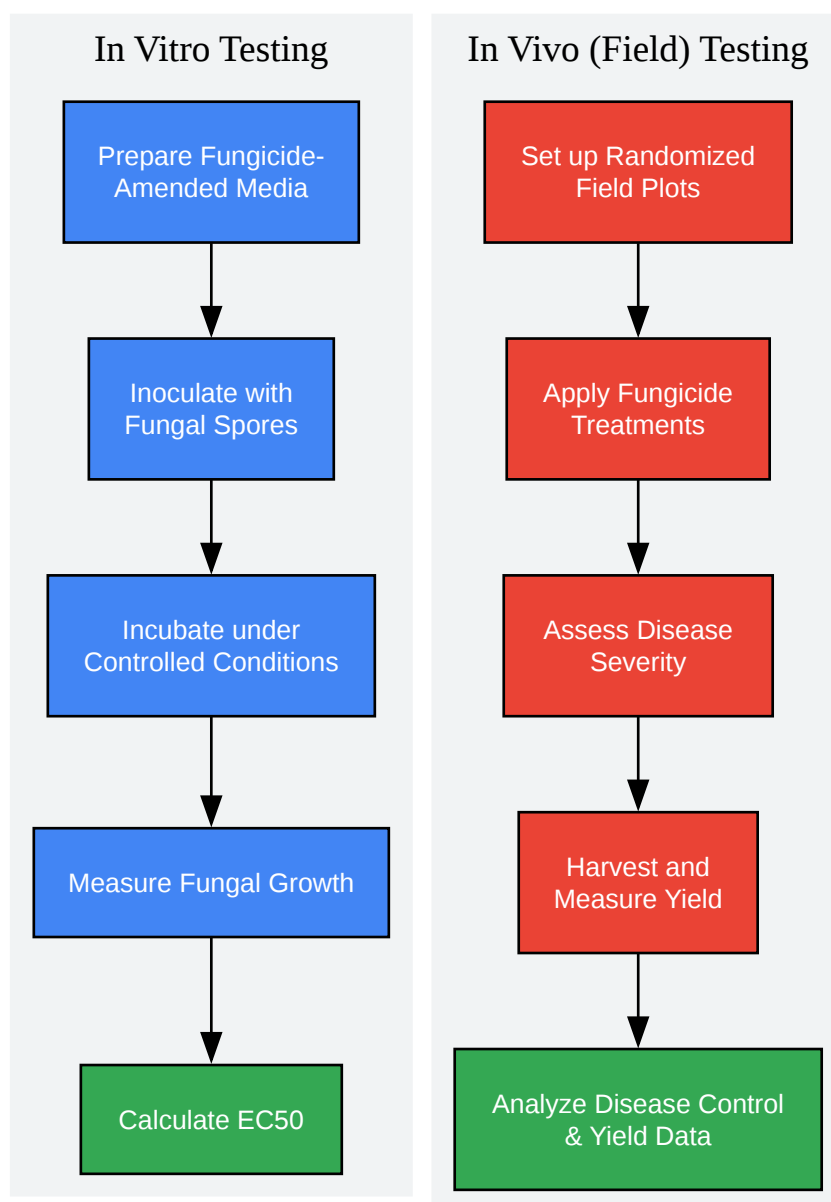 In Vitro Testing
Prepare Fungicide-
Amended Media
Inoculate with
Fungal Spores
Incubate under
Controlled Conditions
Measure Fungal Growth
Calculate EC50
In Vivo (Field) Testing
Set up Randomized
Field Plots
Apply Fungicide
Treatments
Assess Disease
Severity
Harvest and
Measure Yield
Analyze Disease Control
& Yield Data